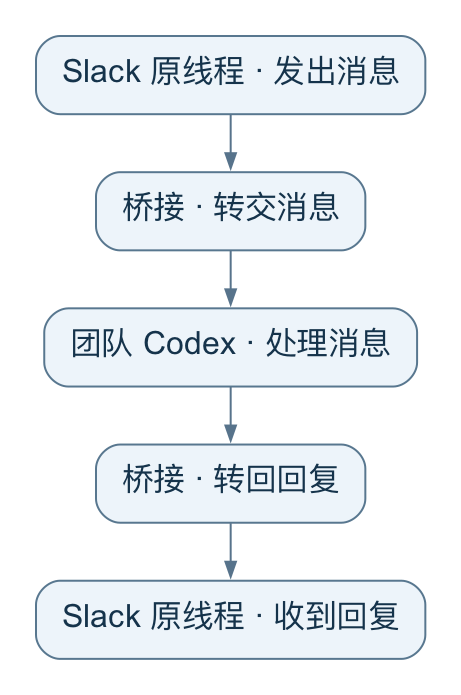 Slack 原线程 · 发出消息
桥接 · 转交消息
团队 Codex · 处理消息
桥接 · 转回回复
Slack 原线程 · 收到回复